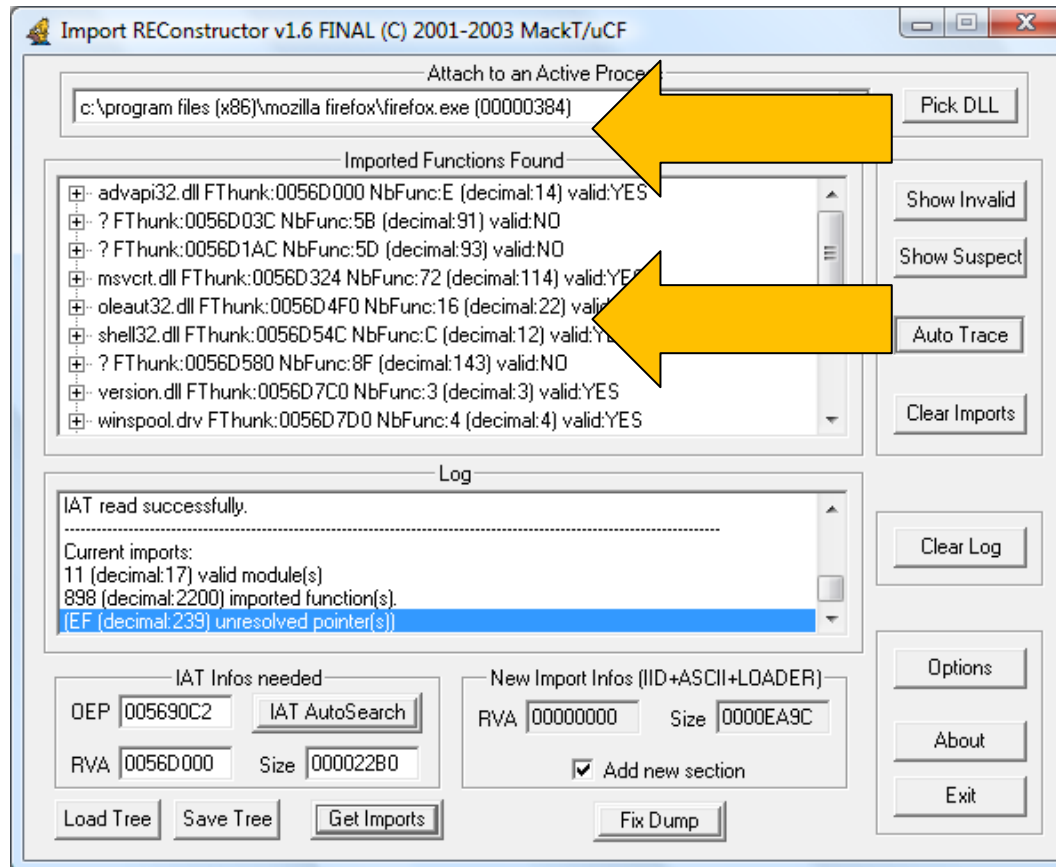 Import REConstructor v1.6 FINAL (C) 2001-2003 MackT/uCF
Attach to an Active Process
c:\program files (x86)\mozilla firefox\firefox.exe (00000384)
Pick DLL
Imported Functions Found
advapi32.dll FThunk:0056D000 NbFunc:E (decimal:14) valid:YES
? FThunk:0056D03C NbFunc:5B (decimal:91) valid:NO
? FThunk:0056D1AC NbFunc:5D (decimal:93) valid:NO
msvcrt.dll FThunk:0056D324 NbFunc:72 (decimal:114) valid:YES
oleaut32.dll FThunk:0056D4F0 NbFunc:16 (decimal:22)
shell32.dll FThunk:0056D54C NbFunc:C (decimal:12) valid:YES
? FThunk:0056D580 NbFunc:8F (decimal:143) valid:NO
version.dll FThunk:0056D7C0 NbFunc:3 (decimal:3) valid:YES
winspool.drv FThunk:0056D7D0 NbFunc:4 (decimal:4) valid:YES
Show Invalid
Show Suspect
Auto Trace
Clear Imports
Log
IAT read successfully.
Current imports:
11 (decimal:17) valid module(s)
898 (decimal:2200) imported function(s).
(EF (decimal:239) unresolved pointer(s))
Clear Log
IAT Infos needed
OEP 005690C2 IAT AutoSearch
RVA 0056D000 Size 000022B0
New Import Infos (IID+ASCII+LOADER)
RVA 00000000 Size 0000EA9C
Add new section
Options
About
Exit
Load Tree Save Tree Get Imports Fix Dump